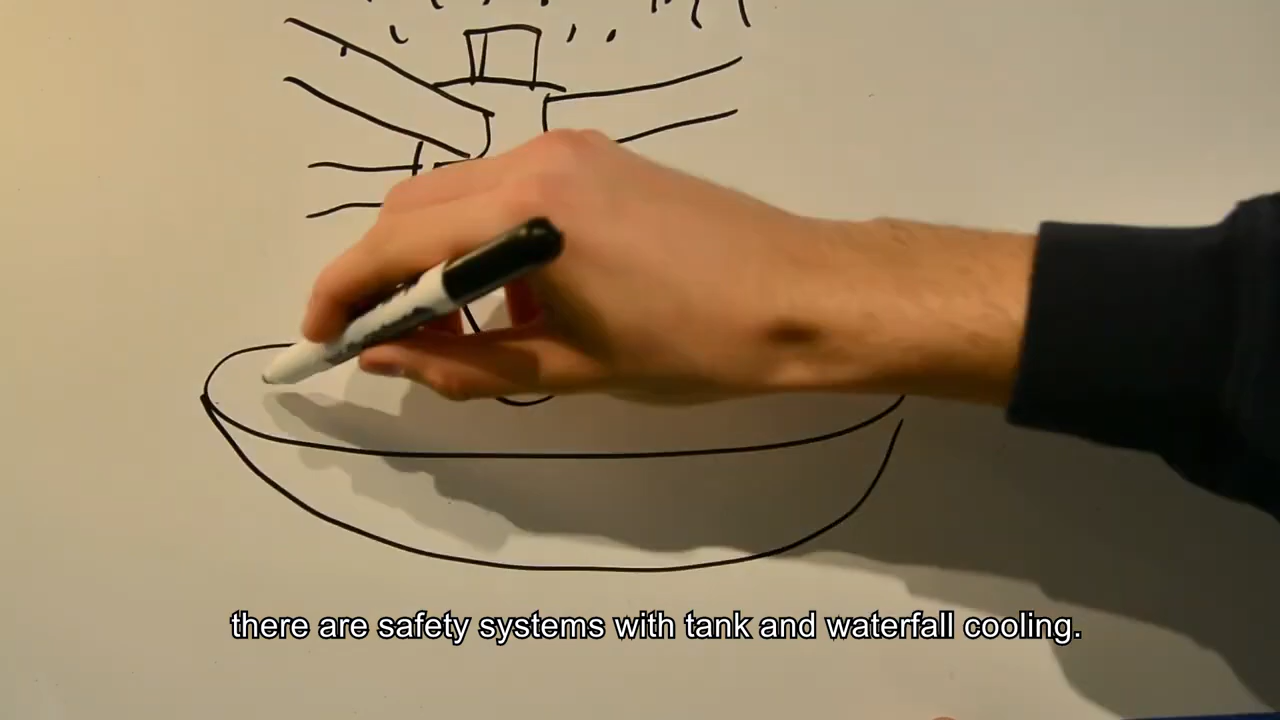 there are safety systems with tank and waterfall cooling.